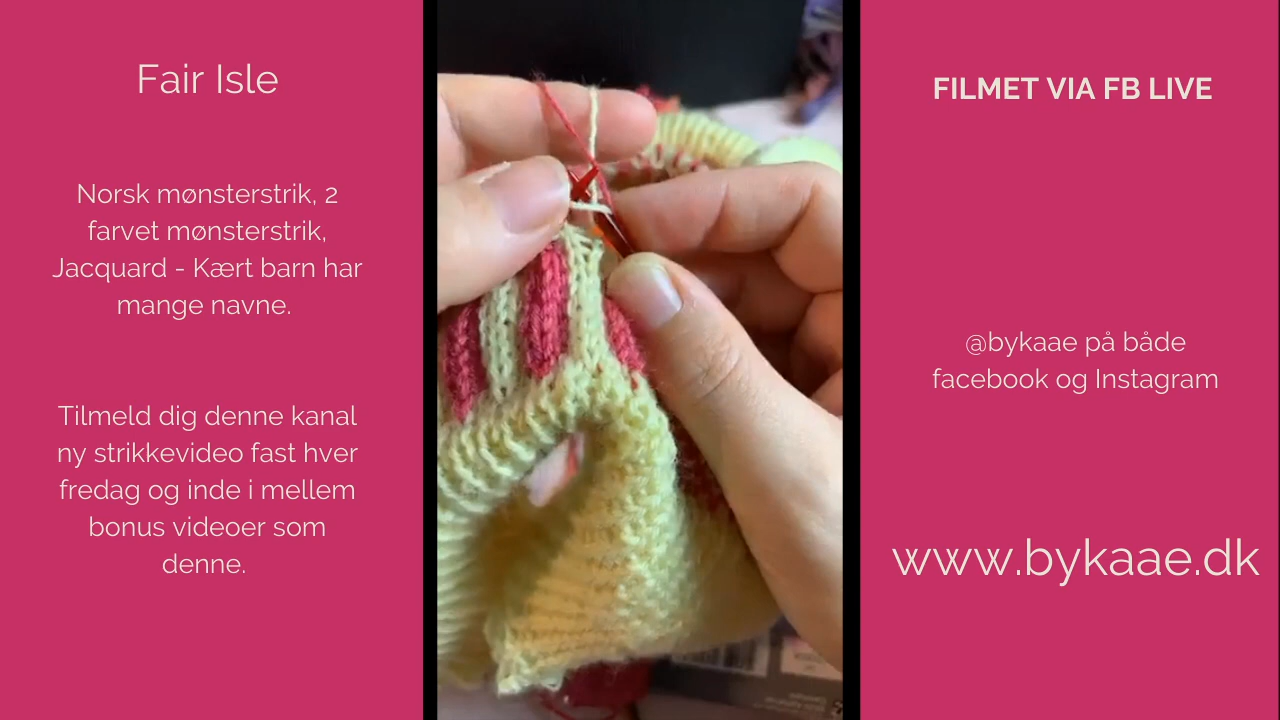 Fair Isle
Norsk mønsterstrik, 2
farvet mønsterstrik,
Jacquard - Kært barn har
mange navne.
Tilmeld dig denne kanal
ny strikkevideo fast hver
fredag og inde i mellem
bonus videoer som
denne.
FILMET VIA FB LIVE
@bykaae på både
facebook og Instagram
www.bykaae.dk